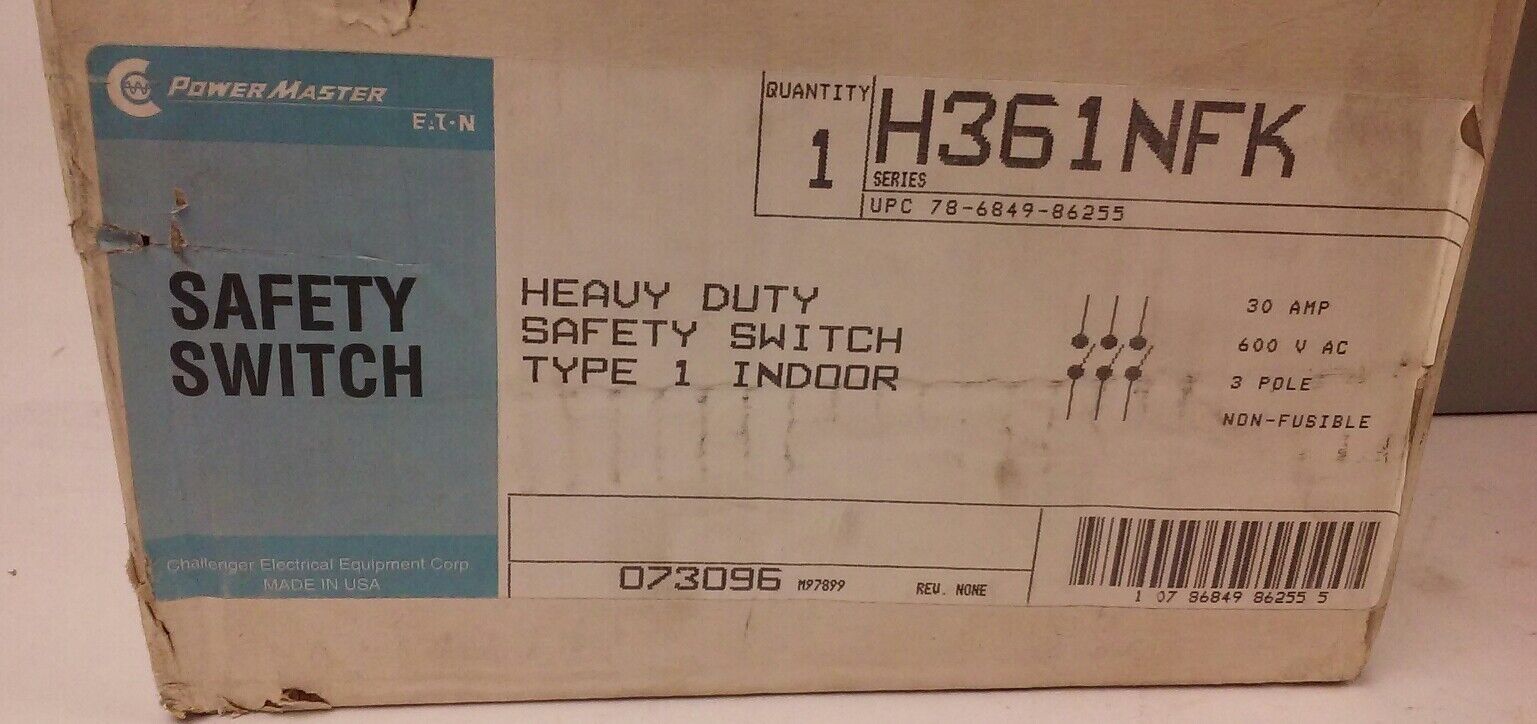 POWER MASTER
E:T·N
SAFETY
SWITCH
Challenger Electrical Equipment Corp
MADE IN USA
QUANTITY
1
H361NFK
SERIES
UPC 78-6849-86255
HEAVY DUTY
SAFETY SWITCH
TYPE 1 INDOOR
30 AMP
600 V AC
3 POLE
NON-FUSIBLE
073096 M97899 REV. NONE
1 07 86849 86255 5